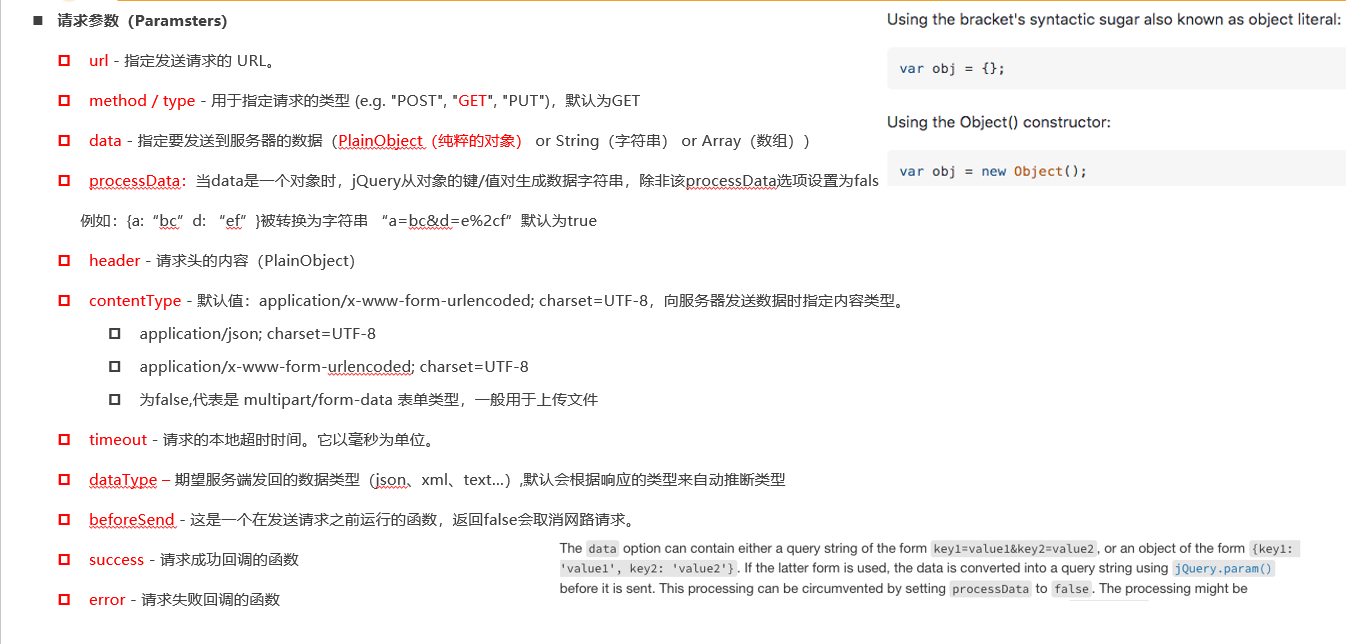 请求参数（Paramsters）
url - 指定发送请求的 URL。
method / type - 用于指定请求的类型 (e.g. "POST", "GET", "PUT")，默认为GET
data - 指定要发送到服务器的数据（PlainObject（纯粹的对象） or String（字符串） or Array（数组））
processData：当data是一个对象时，jQuery从对象的键/值对生成数据字符串，除非该processData选项设置为fals
例如：{a:“bc”d: “ef”}被转换为字符串 “a=bc&d=e%2cf”默认为true
header - 请求头的内容（PlainObject）
contentType - 默认值：application/x-www-form-urlencoded; charset=UTF-8，向服务器发送数据时指定内容类型。
application/json; charset=UTF-8
application/x-www-form-urlencoded; charset=UTF-8
为false,代表是 multipart/form-data 表单类型，一般用于上传文件
timeout - 请求的本地超时时间。它以毫秒为单位。
dataType – 期望服务端发回的数据类型（json、xml、text...）,默认会根据响应的类型来自动推断类型
beforeSend - 这是一个在发送请求之前运行的函数，返回false会取消网路请求。
success - 请求成功回调的函数
error - 请求失败回调的函数
Using the bracket's syntactic sugar also known as object literal:
var obj = {};
Using the Object() constructor:
var obj = new Object();
The data option can contain either a query string of the form key1=value1&key2=value2, or an object of the form {key1:
'value1', key2: 'value2'}. If the latter form is used, the data is converted into a query string using jQuery.param()
before it is sent. This processing can be circumvented by setting processData to false. The processing might be